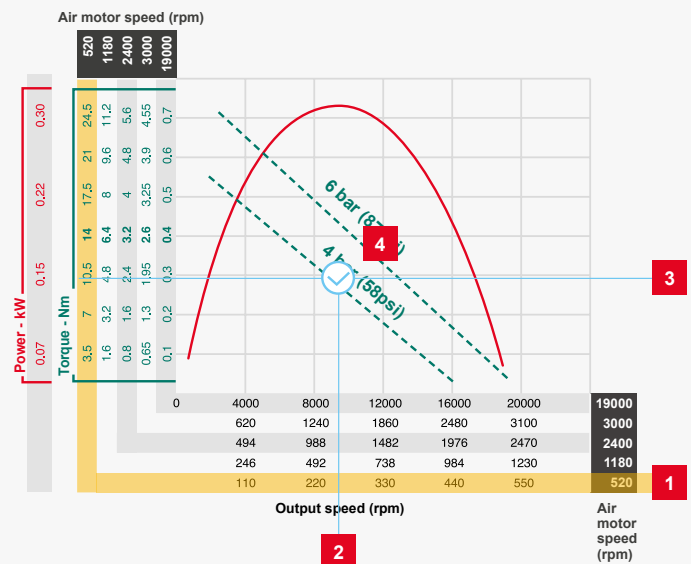 Air motor speed (rpm)
520 1180 2400 3000 19000
Power - kW
0.30
0.22
0.15
0.07
Torque - Nm
24.5 11.2 5.6 4.55 0.7
21 9.6 4.8 3.9 0.6
17.5 8 4 3.25 0.5
14 6.4 3.2 2.6 0.4
10.5 4.8 2.4 1.95 0.3
7 3.2 1.6 1.3 0.2
3.5 1.6 0.8 0.65 0.1
6 bar
4
4 (58psi)
3
0 4000 8000 12000 16000 20000 19000
620 1240 1860 2480 3100 3000
494 988 1482 1976 2470 2400
246 492 738 984 1230 1180
110 220 330 440 550 520
1
Output speed (rpm)
Air
motor
speed
(rpm)
2